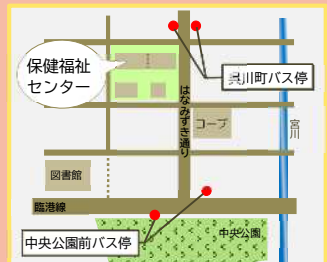 保健福祉
センター
呉川町バス停
はなみずき通り
コープ
宮川
図書館
臨港線
中央公園
中央公園前バス停